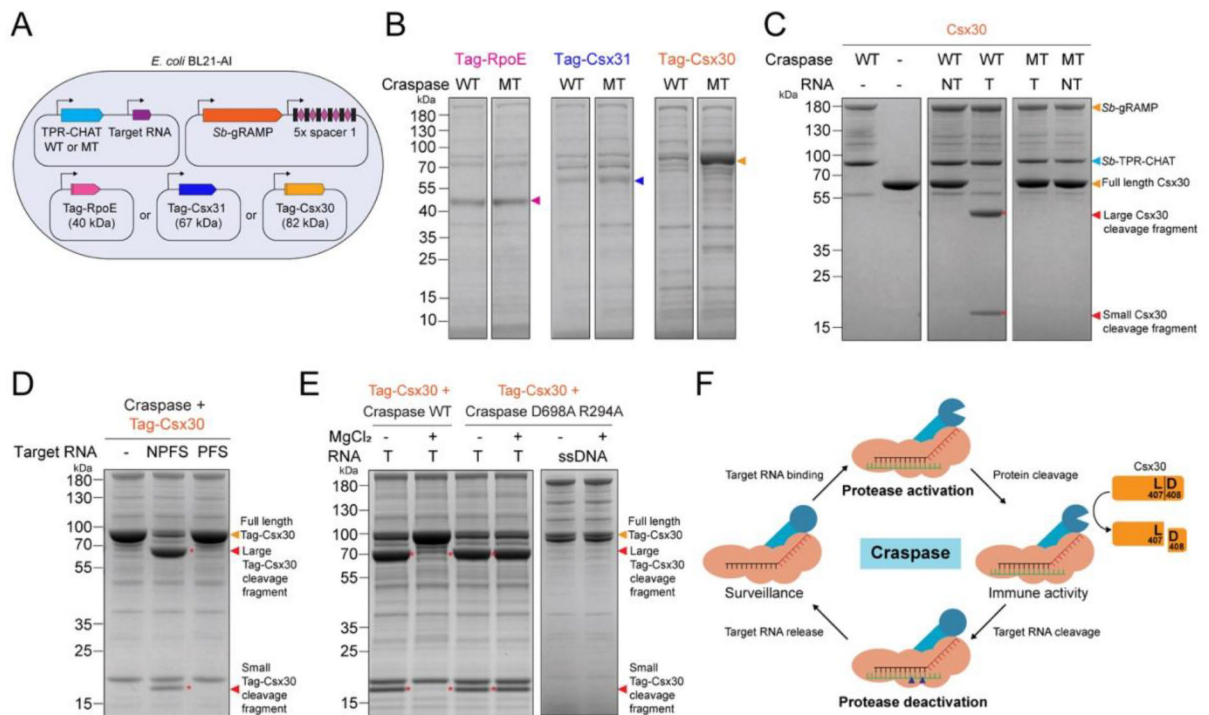 A
E. coli BL21-AI
TPR-CHAT
WT or MT
Target RNA
Sb-gRAMP
5x spacer 1
Tag-RpoE
(40 kDa)
or
Tag-Csx31
(67 kDa)
or
Tag-Csx30
(82 kDa)
B
Tag-RpoE Tag-Csx31 Tag-Csx30
Craspase WT MT WT MT WT MT
kDa
180
130
100
70
55
40
35
25
15
10
C
Csx30
Craspase WT - WT WT MT MT
RNA - - NT T T NT
kDa
180
130
100
70
55
35
25
15
Sb-gRAMP
Sb-TPR-CHAT
Full length Csx30
Large Csx30
cleavage fragment
Small Csx30
cleavage fragment
D
Craspase +
Tag-Csx30
Target RNA - NPFS PFS
kDa
180
130
100
70
55
35
25
15
Full length
Tag-Csx30
Large
Tag-Csx30
cleavage
fragment
Small
Tag-Csx30
cleavage
fragment
E
Tag-Csx30 + Tag-Csx30 +
Craspase WT Craspase D698A R294A
MgCl₂ - + - + - +
RNA T T T T ssDNA
kDa
180
130
100
70
55
35
25
15
Full length
Tag-Csx30
Large
Tag-Csx30
cleavage
fragment
Small
Tag-Csx30
cleavage
fragment
F
Target RNA binding
Protease activation
Protein cleavage
Csx30
L D
407 408
L
407
D
408
Craspase
Surveillance
Immune activity
Target RNA release
Target RNA cleavage
Protease deactivation